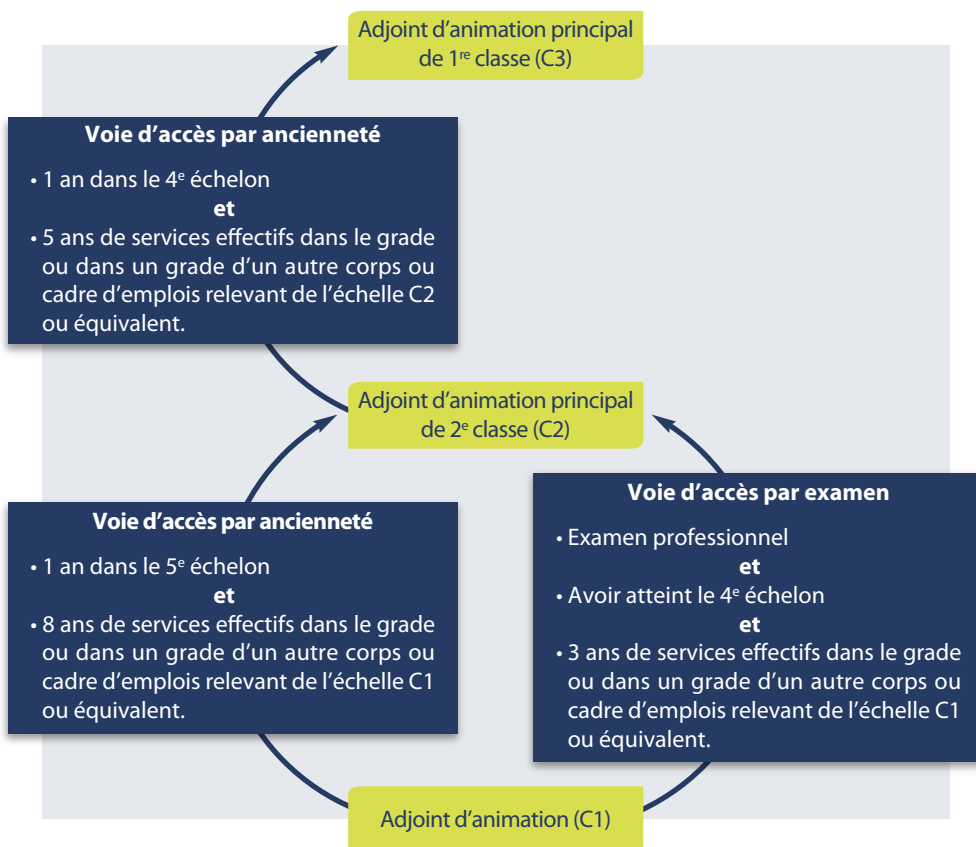 Adjoint d'animation principal
de 1re classe (C3)
Voie d'accès par ancienneté
• 1 an dans le 4e échelon
et
• 5 ans de services effectifs dans le grade
ou dans un grade d'un autre corps ou
cadre d'emplois relevant de l'échelle C2
ou équivalent.
Adjoint d'animation principal
de 2e classe (C2)
Voie d'accès par ancienneté
• 1 an dans le 5e échelon
et
• 8 ans de services effectifs dans le grade
ou dans un grade d'un autre corps ou
cadre d'emplois relevant de l'échelle C1
ou équivalent.
Voie d'accès par examen
• Examen professionnel
et
• Avoir atteint le 4e échelon
et
• 3 ans de services effectifs dans le grade
ou dans un grade d'un autre corps ou
cadre d'emplois relevant de l'échelle C1
ou équivalent.
Adjoint d'animation (C1)